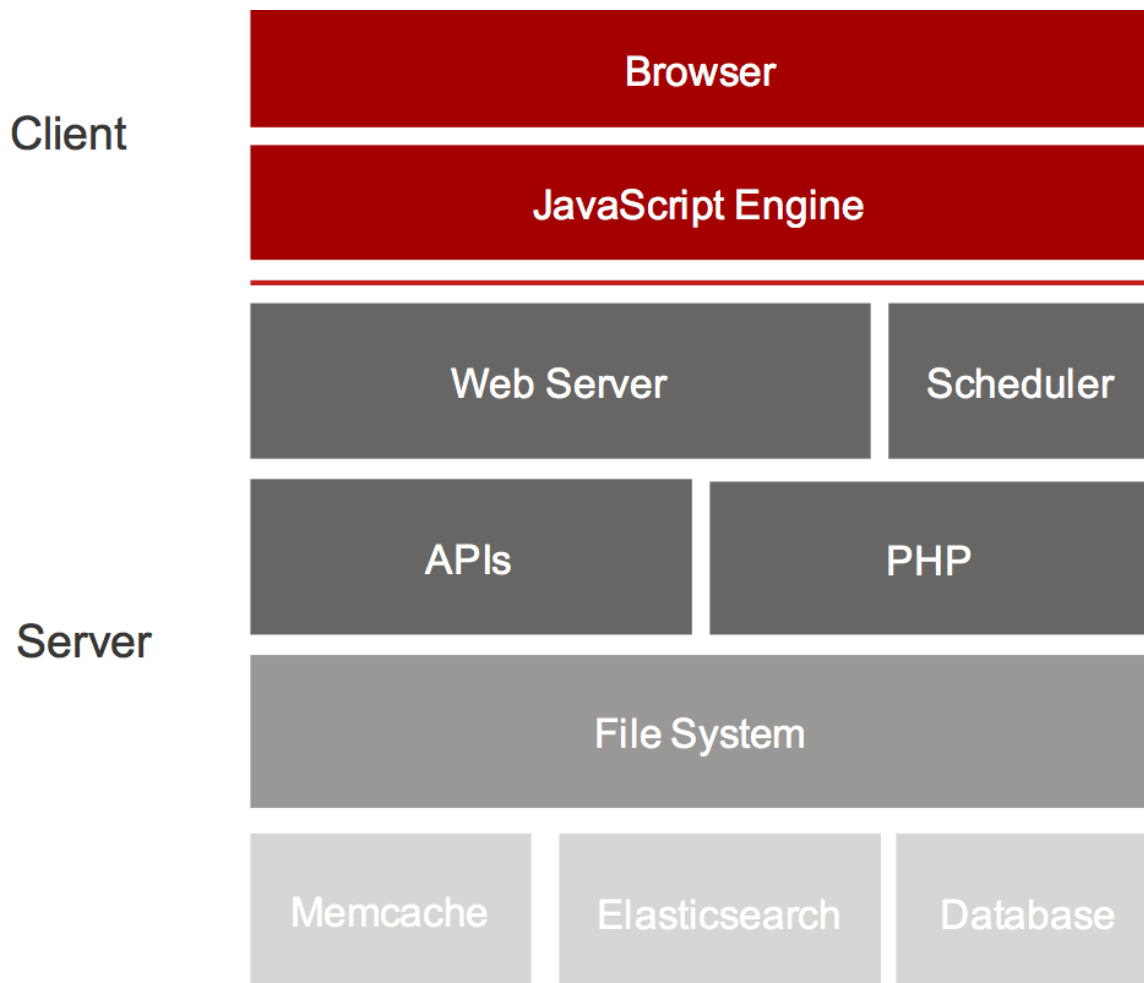 Client
Browser
JavaScript Engine
Server
Web Server
Scheduler
APIs
PHP
File System
Memcache
Elasticsearch
Database